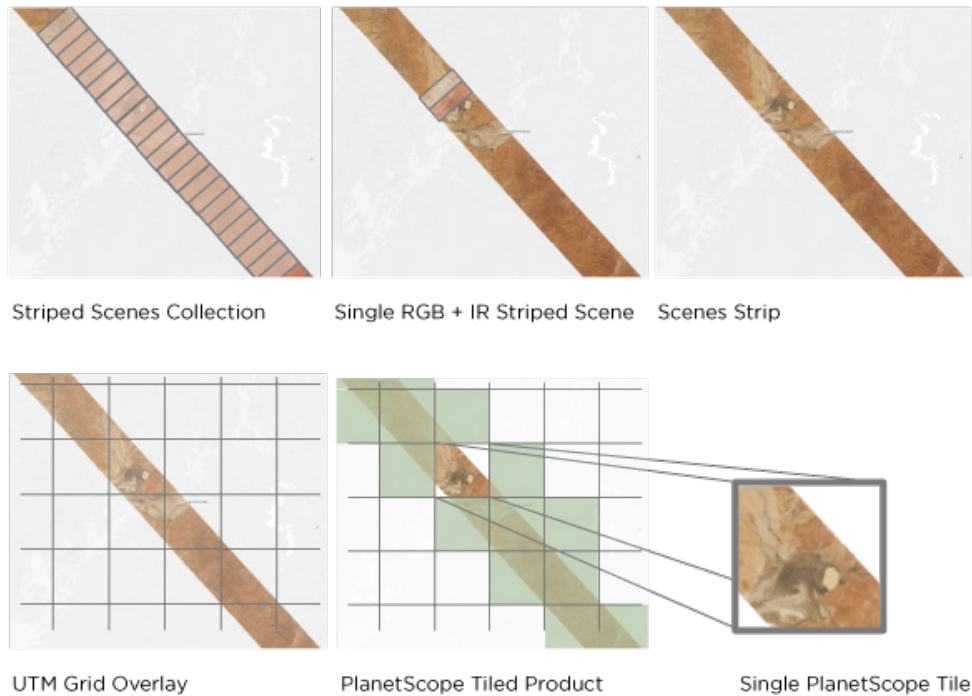 Striped Scenes Collection
Single RGB + IR Striped Scene
Scenes Strip
UTM Grid Overlay
PlanetScope Tiled Product
Single PlanetScope Tile